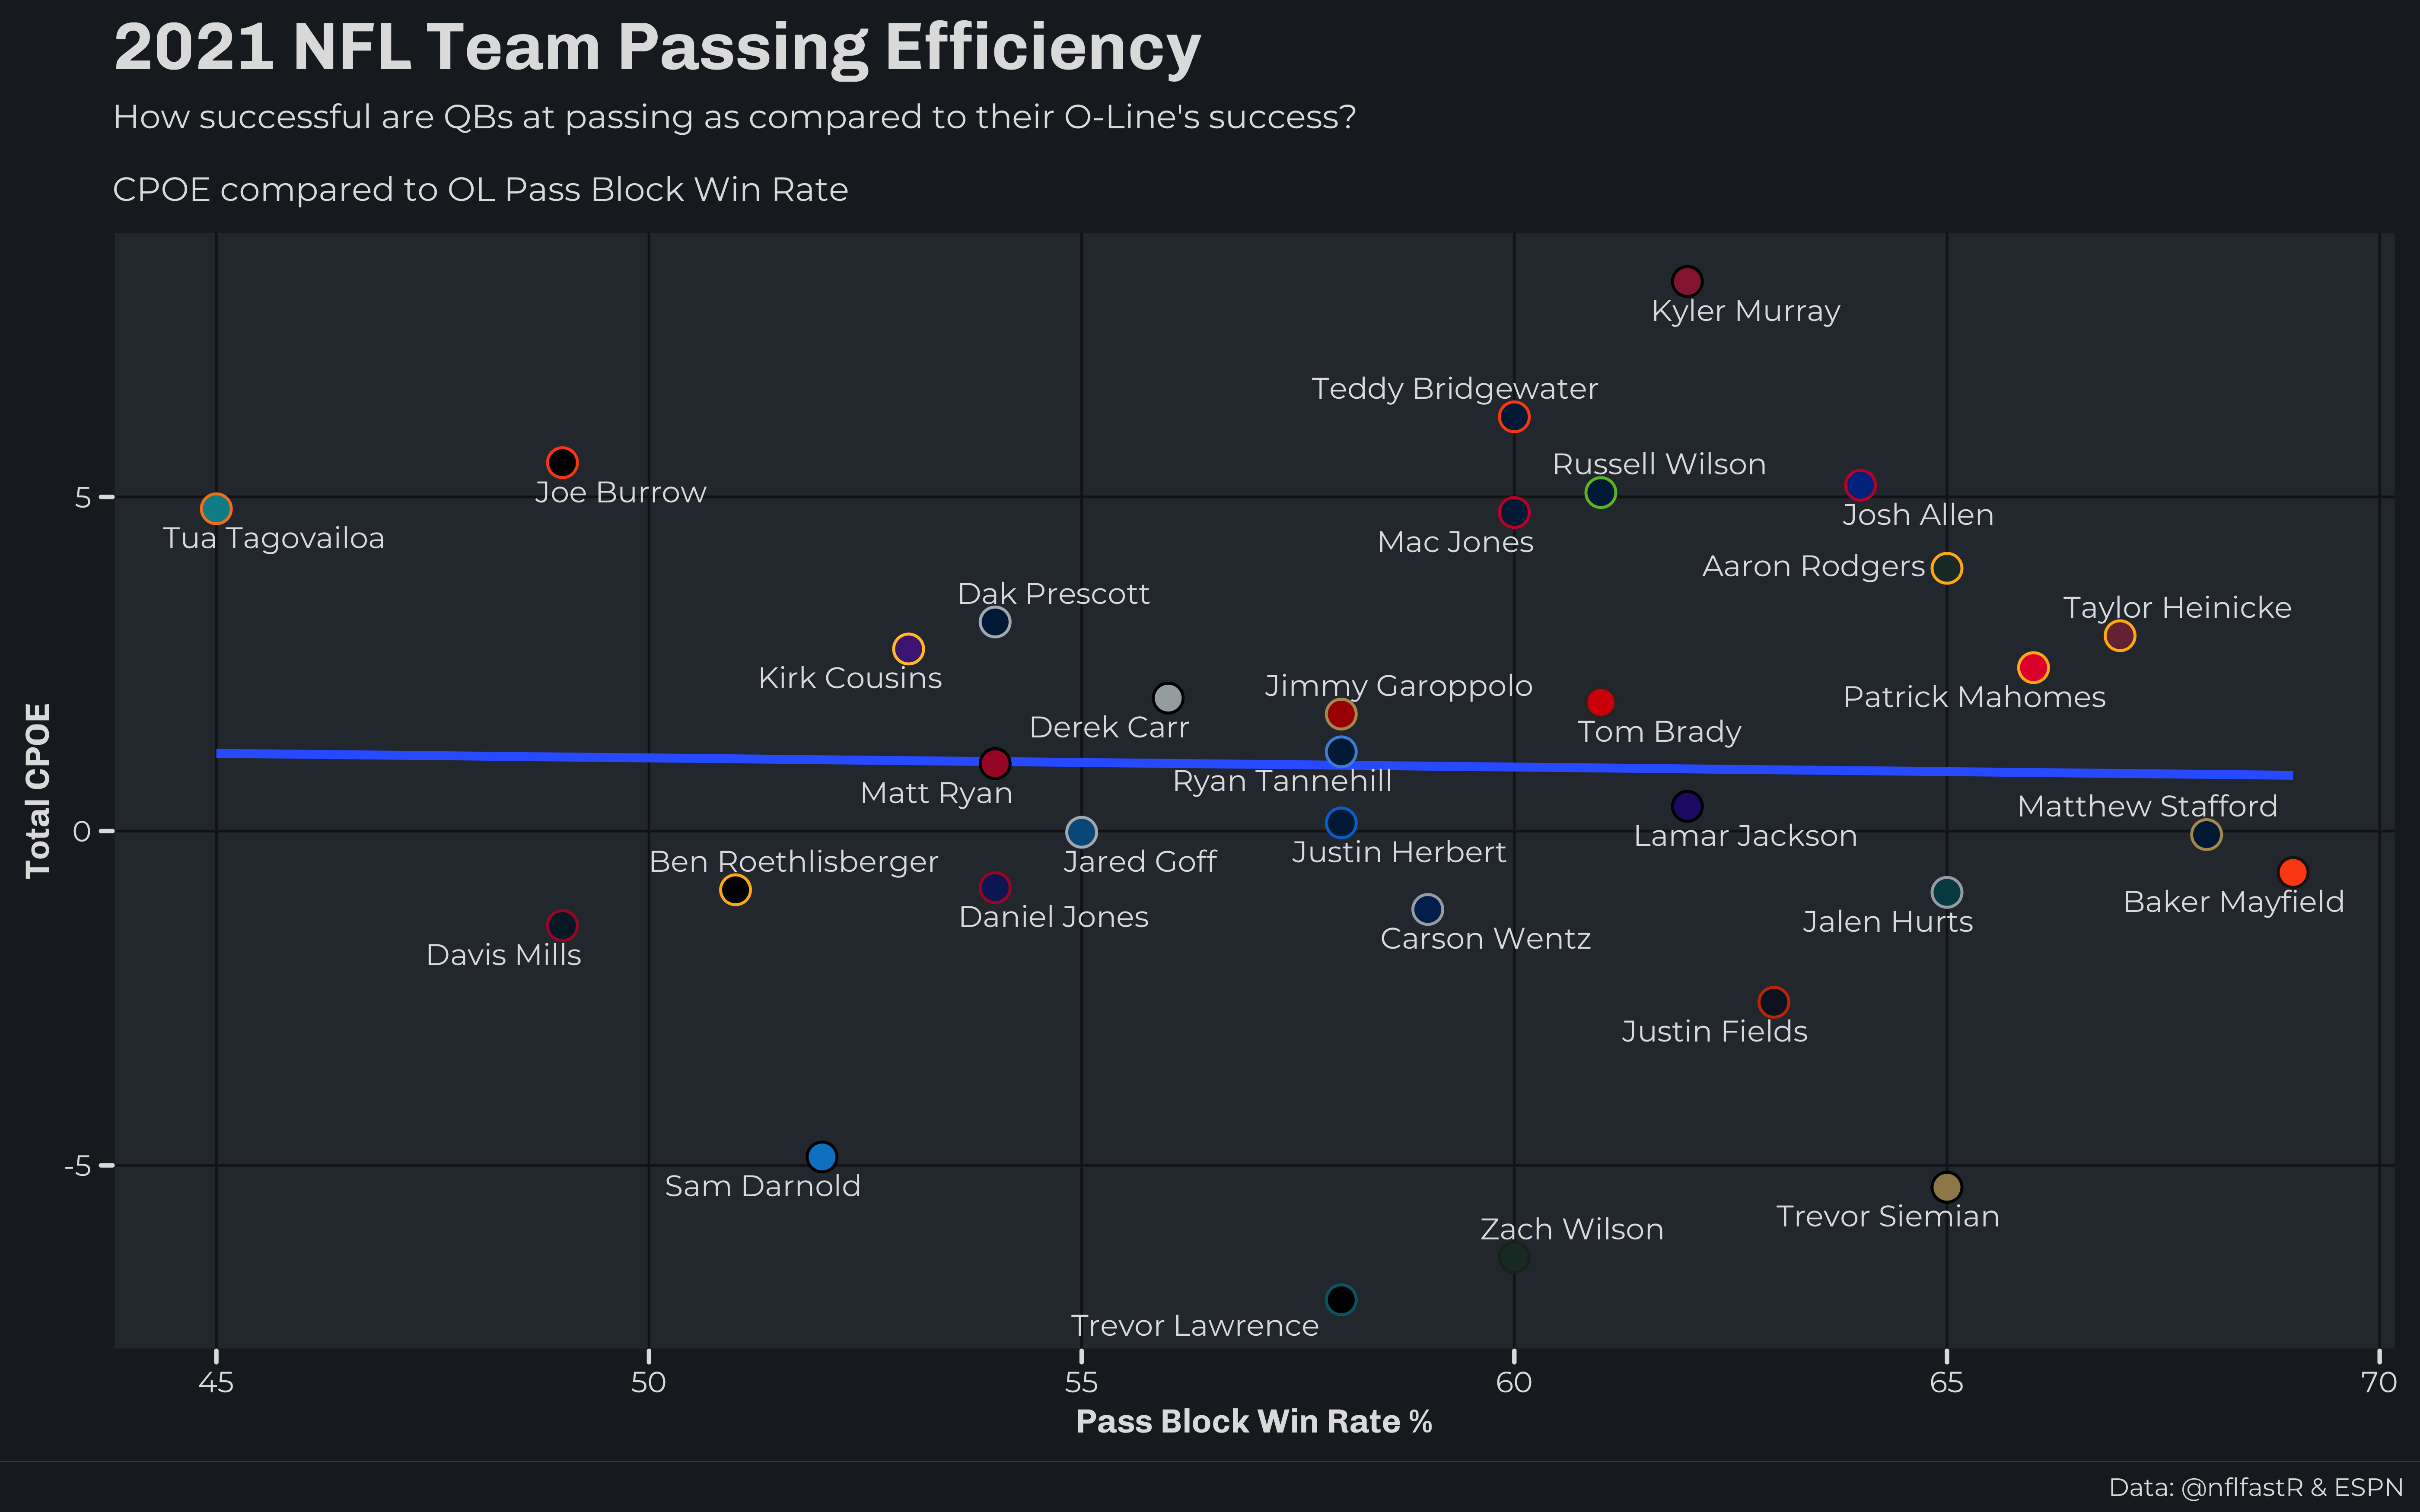 2021 NFL Team Passing Efficiency
How successful are QBs at passing as compared to their O-Line's success?
CPOE compared to OL Pass Block Win Rate
Kyler Murray
Teddy Bridgewater
Russell Wilson
Joe Burrow
5
Josh Allen
Tua Tagovailoa
Mac Jones
Aaron Rodgers
Dak Prescott
Taylor Heinicke
Kirk Cousins
Jimmy Garoppolo
Patrick Mahomes
Derek Carr
Tom Brady
Ryan Tannehill
Matt Ryan
Matthew Stafford
Total CPOE
0
Lamar Jackson
Justin Herbert
Ben Roethlisberger
Jared Goff
Baker Mayfield
Daniel Jones
Jalen Hurts
Carson Wentz
Davis Mills
Justin Fields
-5
Sam Darnold
Trevor Siemian
Zach Wilson
Trevor Lawrence
45 50 55 60 65 70
Pass Block Win Rate %
Data: @nflfastR & ESPN